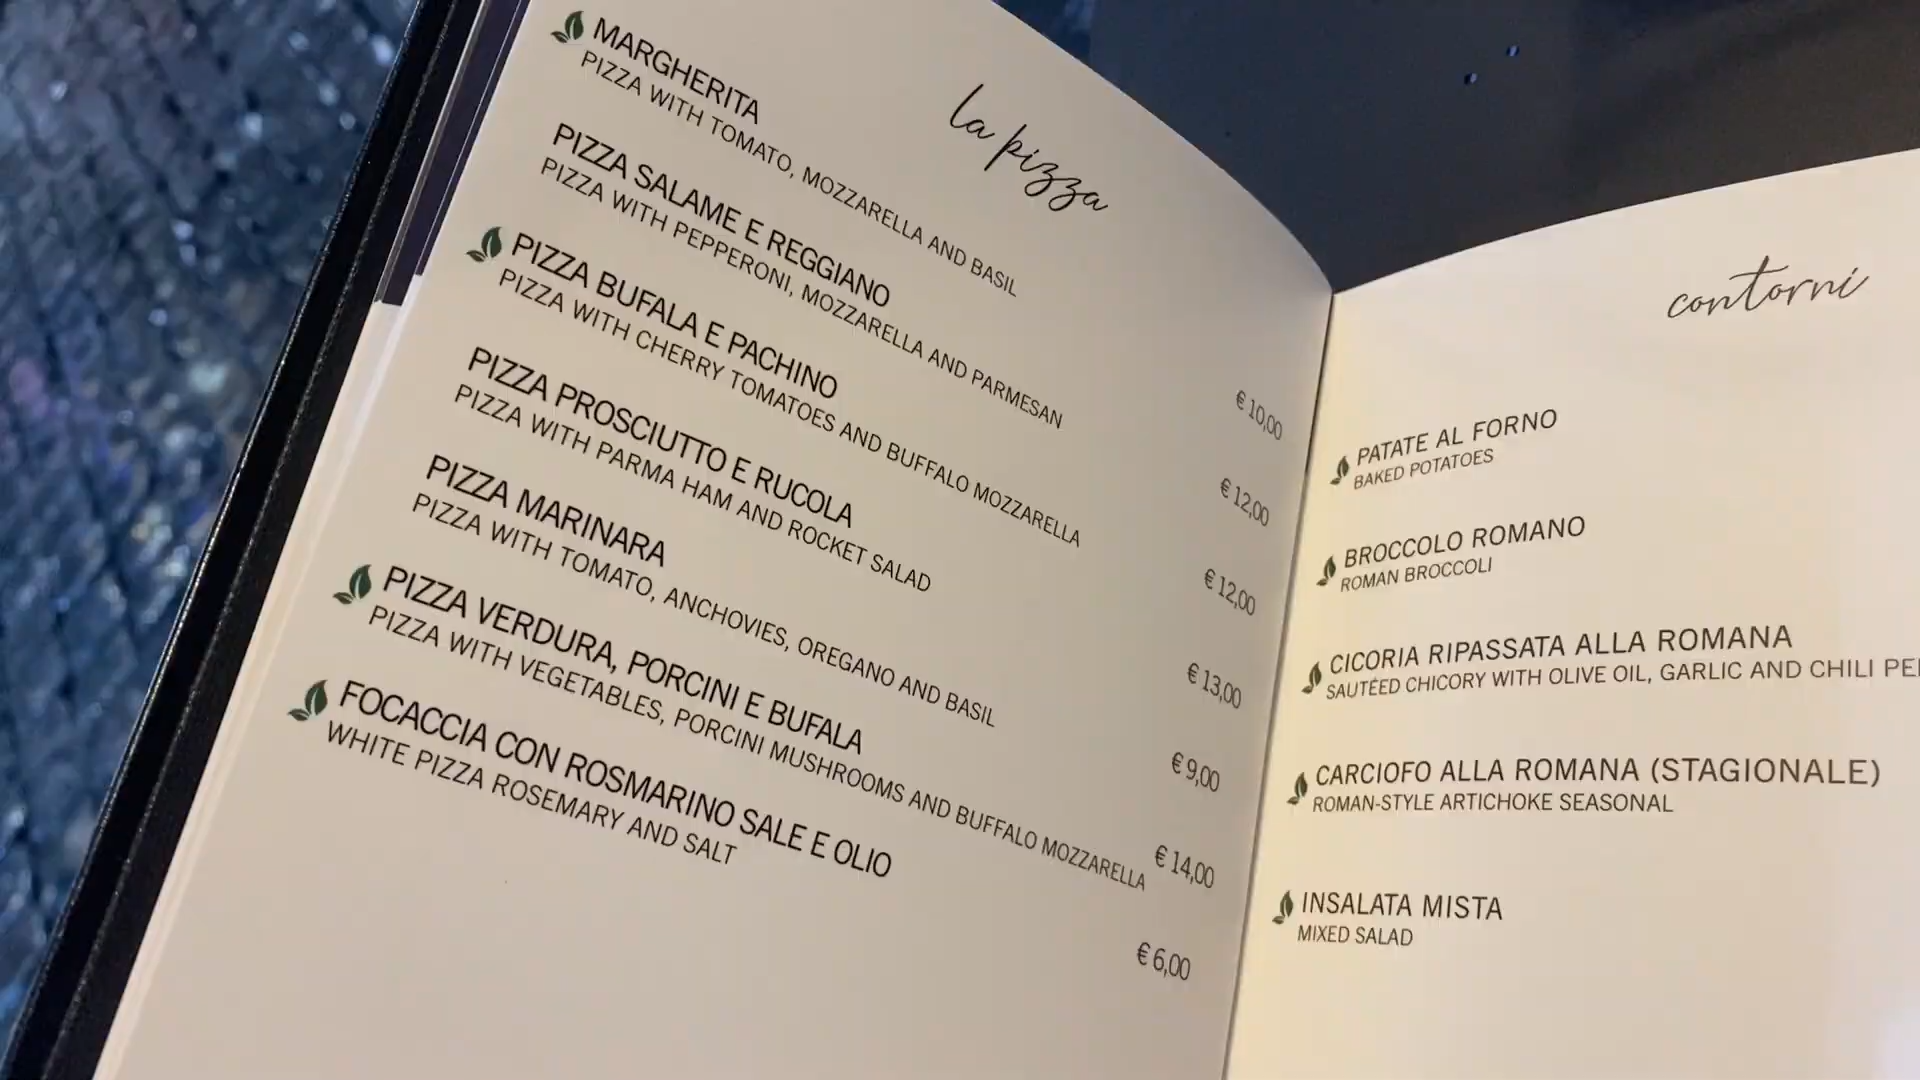 la pizza
MARGHERITA
PIZZA WITH TOMATO, MOZZARELLA AND BASIL
€ 10,00
PIZZA SALAME E REGGIANO
PIZZA WITH PEPPERONI, MOZZARELLA AND PARMESAN
€ 12,00
PIZZA BUFALA E PACHINO
PIZZA WITH CHERRY TOMATOES AND BUFFALO MOZZARELLA
€ 12,00
PIZZA PROSCIUTTO E RUCOLA
PIZZA WITH PARMA HAM AND ROCKET SALAD
€ 13,00
PIZZA MARINARA
PIZZA WITH TOMATO, ANCHOVIES, OREGANO AND BASIL
€ 9,00
PIZZA VERDURA, PORCINI E BUFALA
PIZZA WITH VEGETABLES, PORCINI MUSHROOMS AND BUFFALO MOZZARELLA
€ 14,00
FOCACCIA CON ROSMARINO SALE E OLIO
WHITE PIZZA ROSEMARY AND SALT
€ 6,00
contorni
PATATE AL FORNO
BAKED POTATOES
BROCCOLO ROMANO
ROMAN BROCCOLI
CICORIA RIPASSATA ALLA ROMANA
SAUTÉED CHICORY WITH OLIVE OIL, GARLIC AND CHILI
CARCIOFO ALLA ROMANA (STAGIONALE)
ROMAN-STYLE ARTICHOKE SEASONAL
INSALATA MISTA
MIXED SALAD